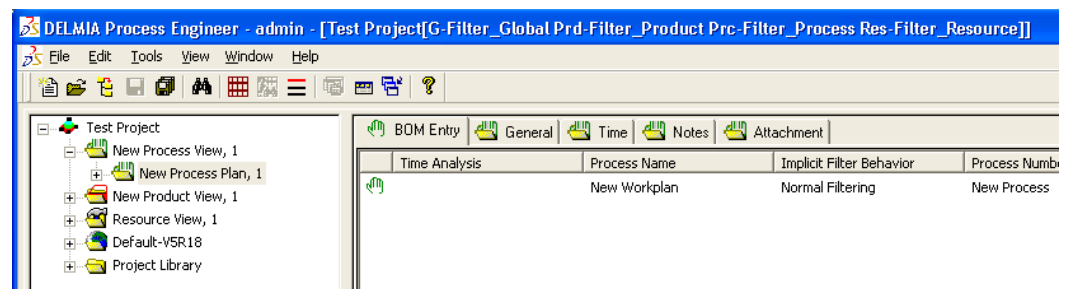 DELMIA Process Engineer - admin - [Test Project[G-Filter_Global Prd-Filter_Product Prc-Filter_Process Res-Filter_Resource]]
File Edit Tools View Window Help
Test Project
New Process View, 1
New Process Plan, 1
New Product View, 1
Resource View, 1
Default-V5R18
Project Library
BOM Entry General Time Notes Attachment
Time Analysis Process Name Implicit Filter Behavior Process Numb
New Workplan Normal Filtering New Process